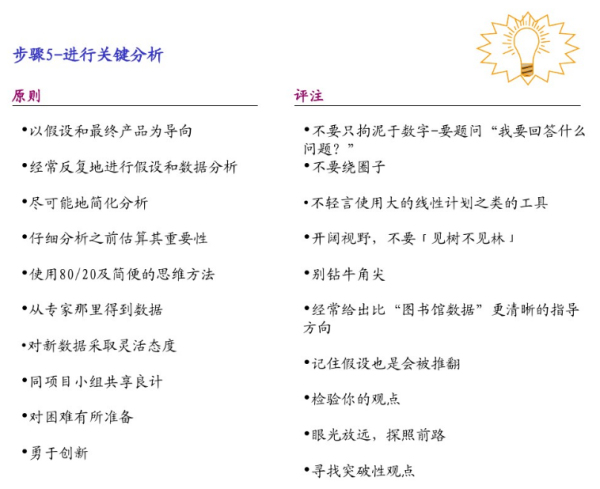 步骤5-进行关键分析
原则
•以假设和最终产品为导向
•经常反复地进行假设和数据分析
•尽可能地简化分析
•仔细分析之前估算其重要性
•使用80/20及简便的思维方法
•从专家那里得到数据
•对新数据采取灵活态度
•同项目小组共享良计
•对困难有所准备
•勇于创新
评注
•不要只拘泥于数字-要题问“我要回答什么
问题？”
•不要绕圈子
•不轻言使用大的线性计划之类的工具
•开阔视野，不要「见树不见林「
•别钻牛角尖
•经常给出比“图书馆数据”更清晰的指导
方向
•记住假设也是会被推翻
•检验你的观点
•眼光放远，探照前路
•寻找突破性观点